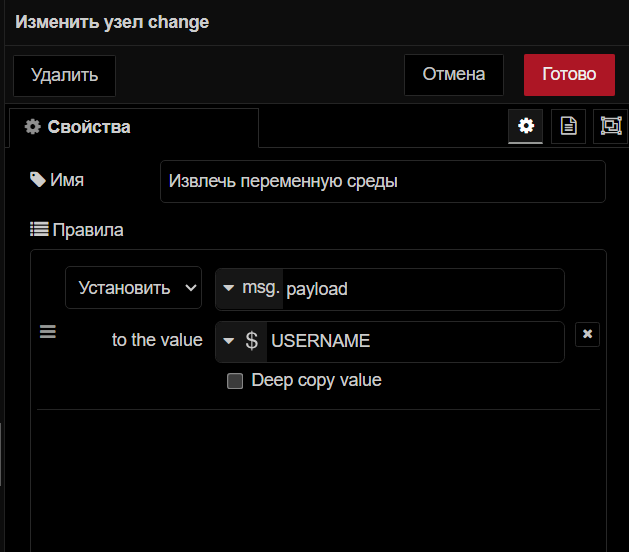 Изменить узел change
Удалить
Отмена
Готово
Свойства
Имя
Извлечь переменную среды
Правила
Установить
msg. payload
to the value
$ USERNAME
Deep copy value